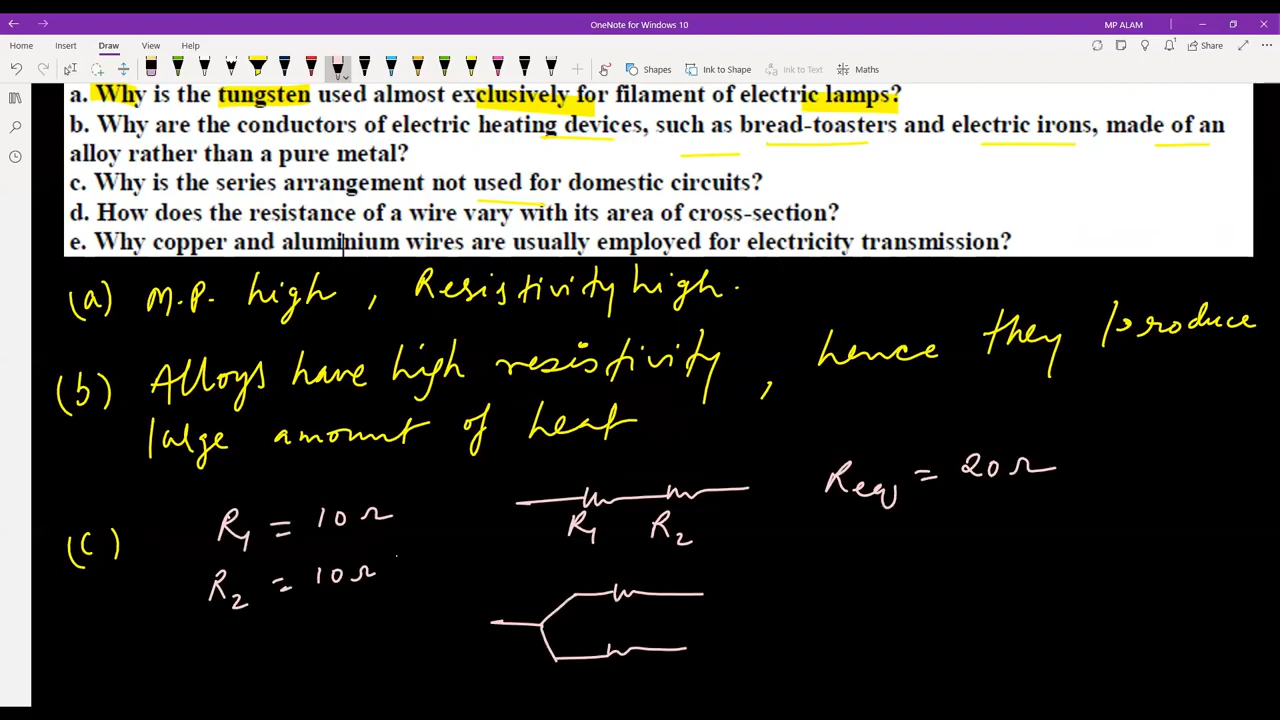 OneNote for Windows 10
MP ALAM
Home Insert Draw View Help
Share
Shapes Ink to Shape Ink to Text Maths
a. Why is the tungsten used almost exclusively for filament of electric lamps?
b. Why are the conductors of electric heating devices, such as bread-toasters and electric irons, made of an
alloy rather than a pure metal?
c. Why is the series arrangement not used for domestic circuits?
d. How does the resistance of a wire vary with its area of cross-section?
e. Why copper and aluminium wires are usually employed for electricity transmission?
(a) M.P. high, Resistivity high.
(b) Alloys have high resistivity, hence they produce
large amount of heat
(C) R1 = 10 Ω
R1 R2
Req = 20 Ω
R2 = 10 Ω